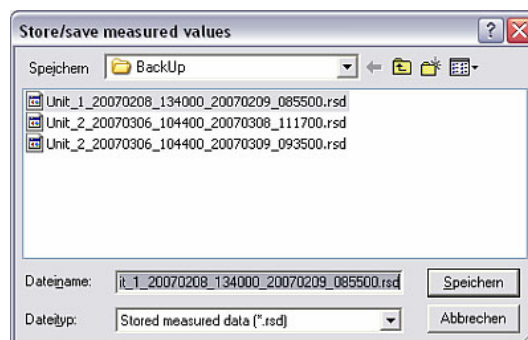 Store/save measured values
Speichern BackUp
Unit_1_20070208_134000_20070209_085500.rsd
Unit_2_20070306_104400_20070308_111700.rsd
Unit_2_20070306_104400_20070309_093500.rsd
Dateiname: it_1_20070208_134000_20070209_085500.rsd Speichern
Dateityp: Stored measured data (*.rsd) Abbrechen